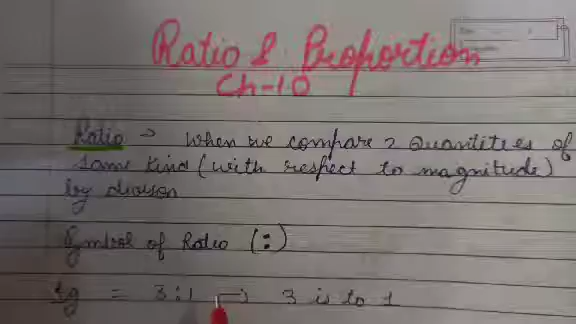 Ratio & Proportion
Ch-10
Ratio → When we compare 2 Quantities of
same kind (with respect to magnitude)
by division
Symbol of Ratio (:)
eg = 3:1 → 3 is to 1